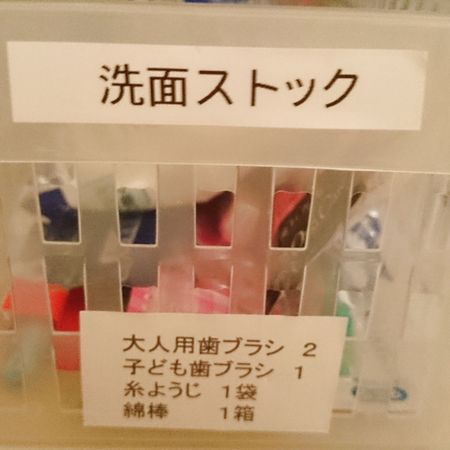 洗面ストック
大人用歯ブラシ 2
子ども歯ブラシ 1
糸ようじ 1袋
綿棒 1箱